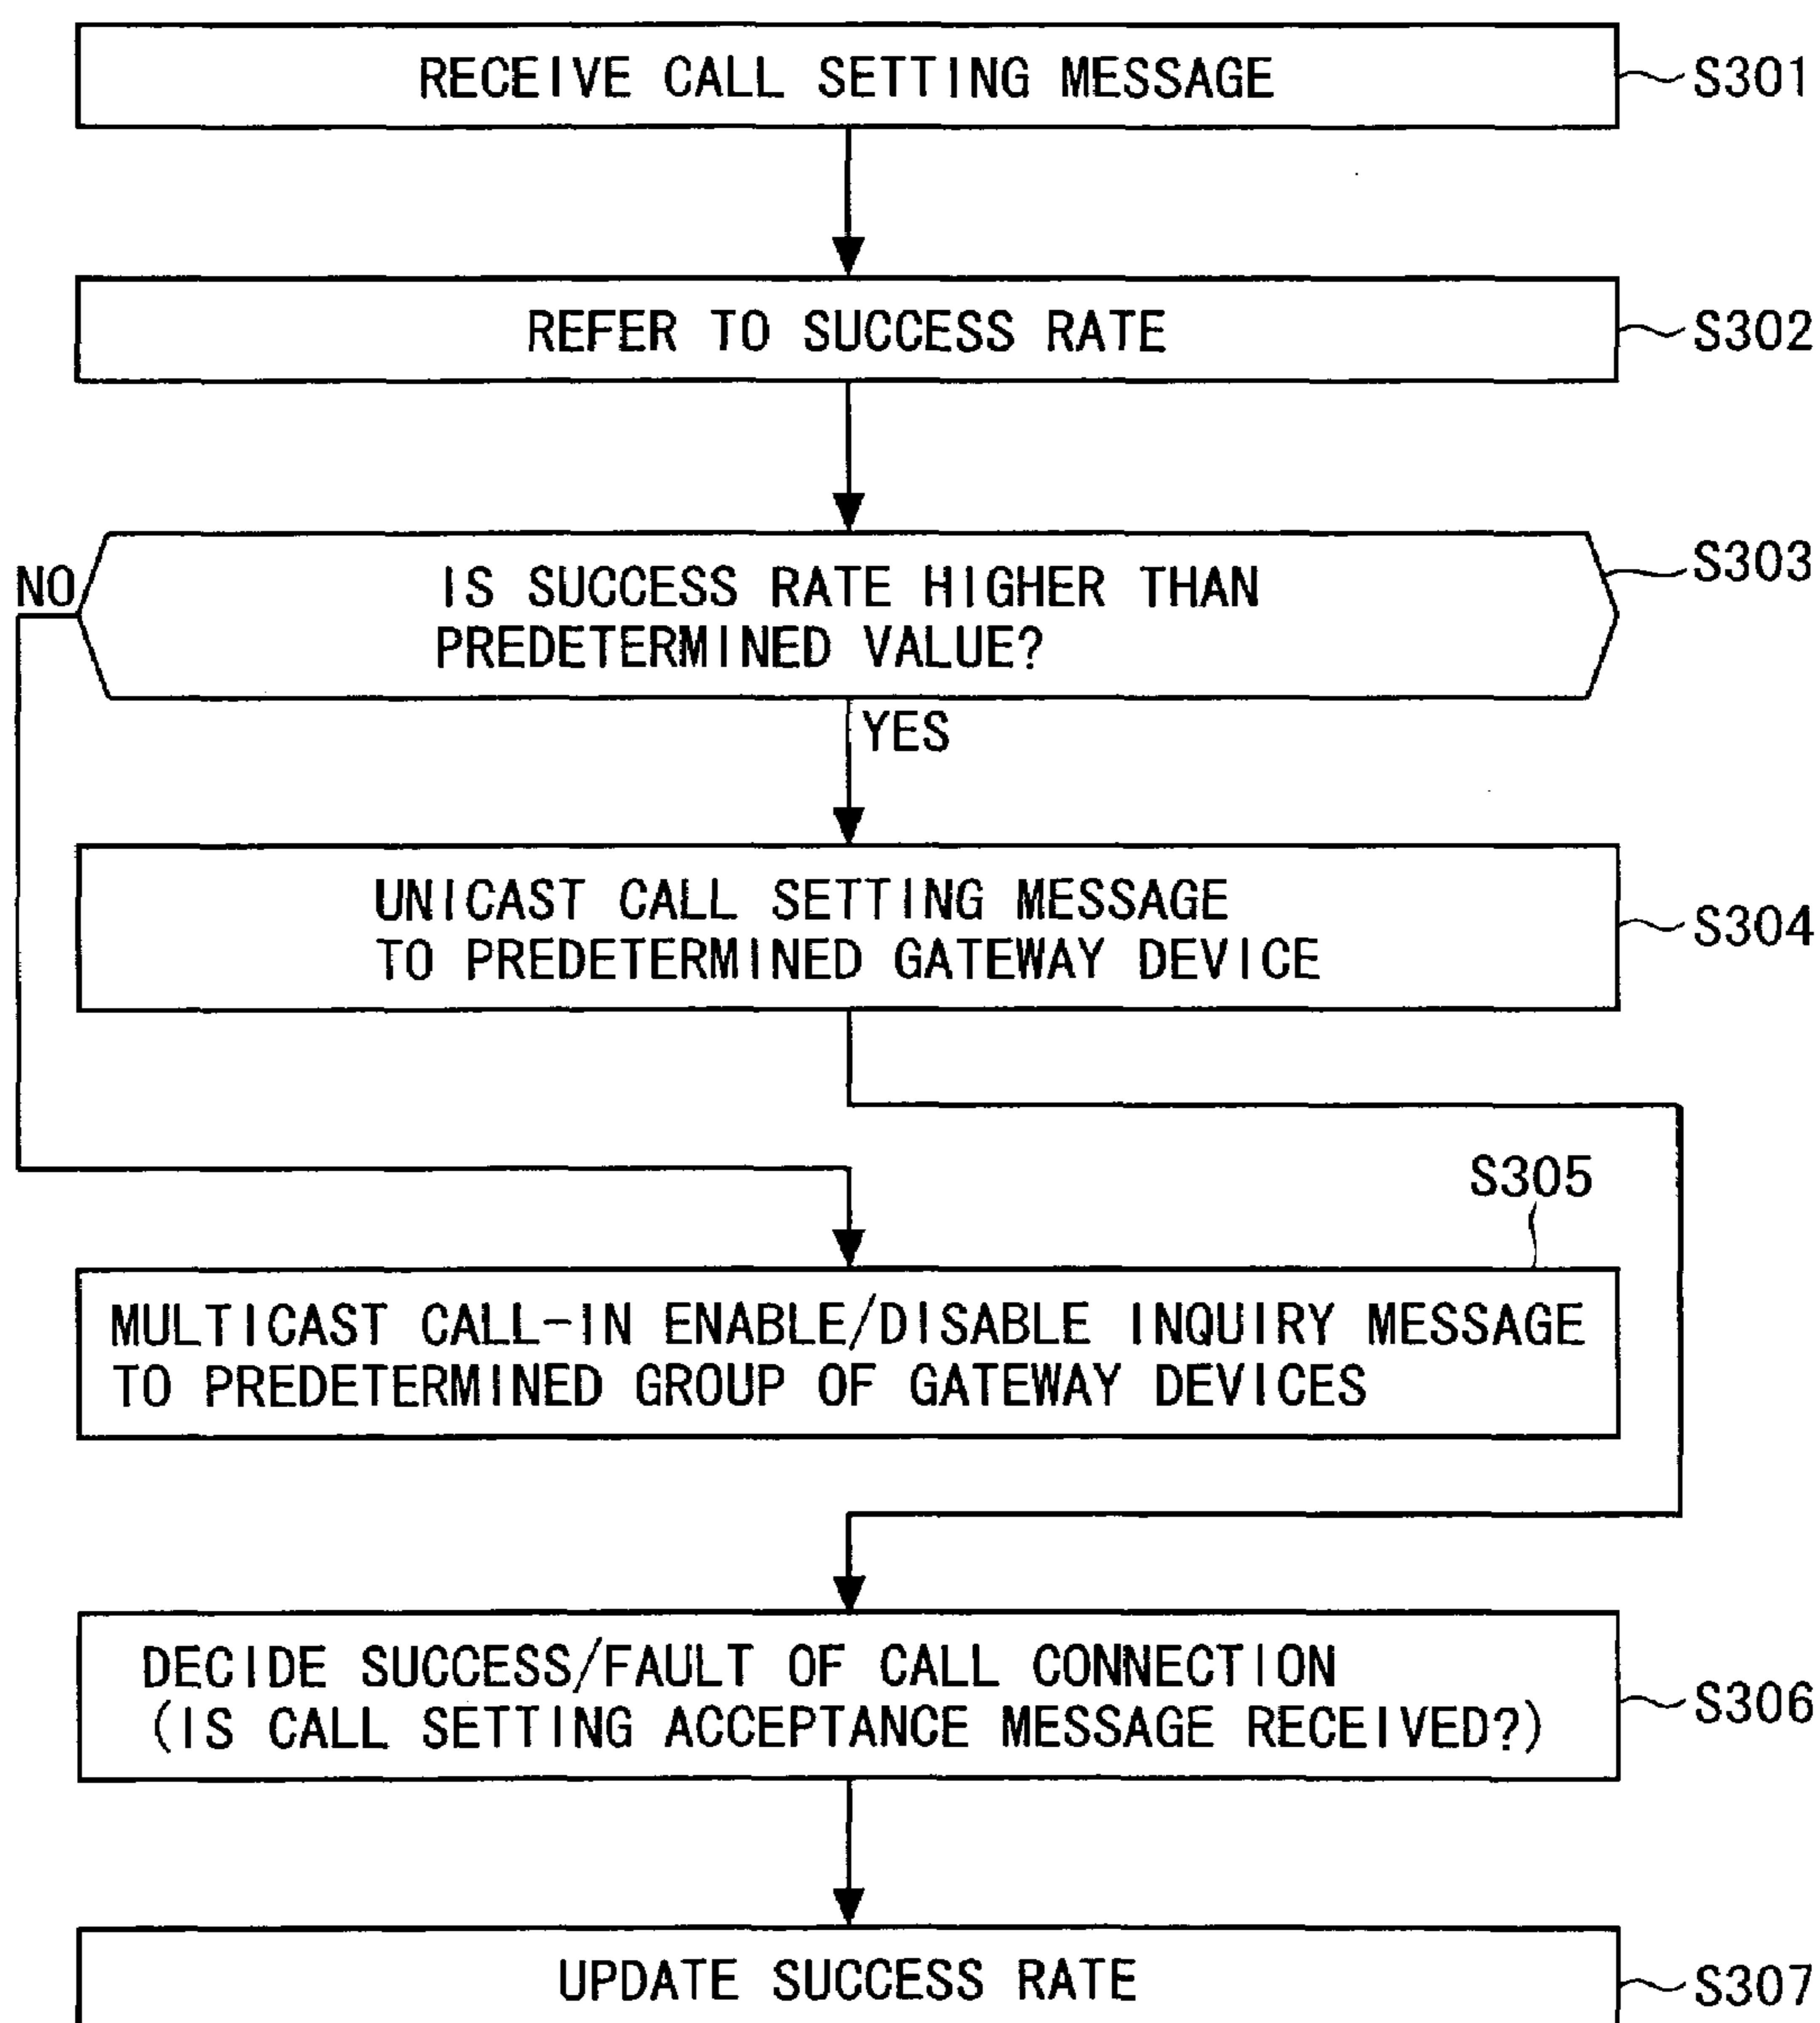 RECEIVE CALL SETTING MESSAGE
S301
REFER TO SUCCESS RATE
S302
NO
IS SUCCESS RATE HIGHER THAN
PREDETERMINED VALUE?
S303
YES
UNICAST CALL SETTING MESSAGE
TO PREDETERMINED GATEWAY DEVICE
S304
S305
MULTICAST CALL-IN ENABLE/DISABLE INQUIRY MESSAGE
TO PREDETERMINED GROUP OF GATEWAY DEVICES
DECIDE SUCCESS/FAULT OF CALL CONNECTION
(IS CALL SETTING ACCEPTANCE MESSAGE RECEIVED?)
S306
UPDATE SUCCESS RATE
S307